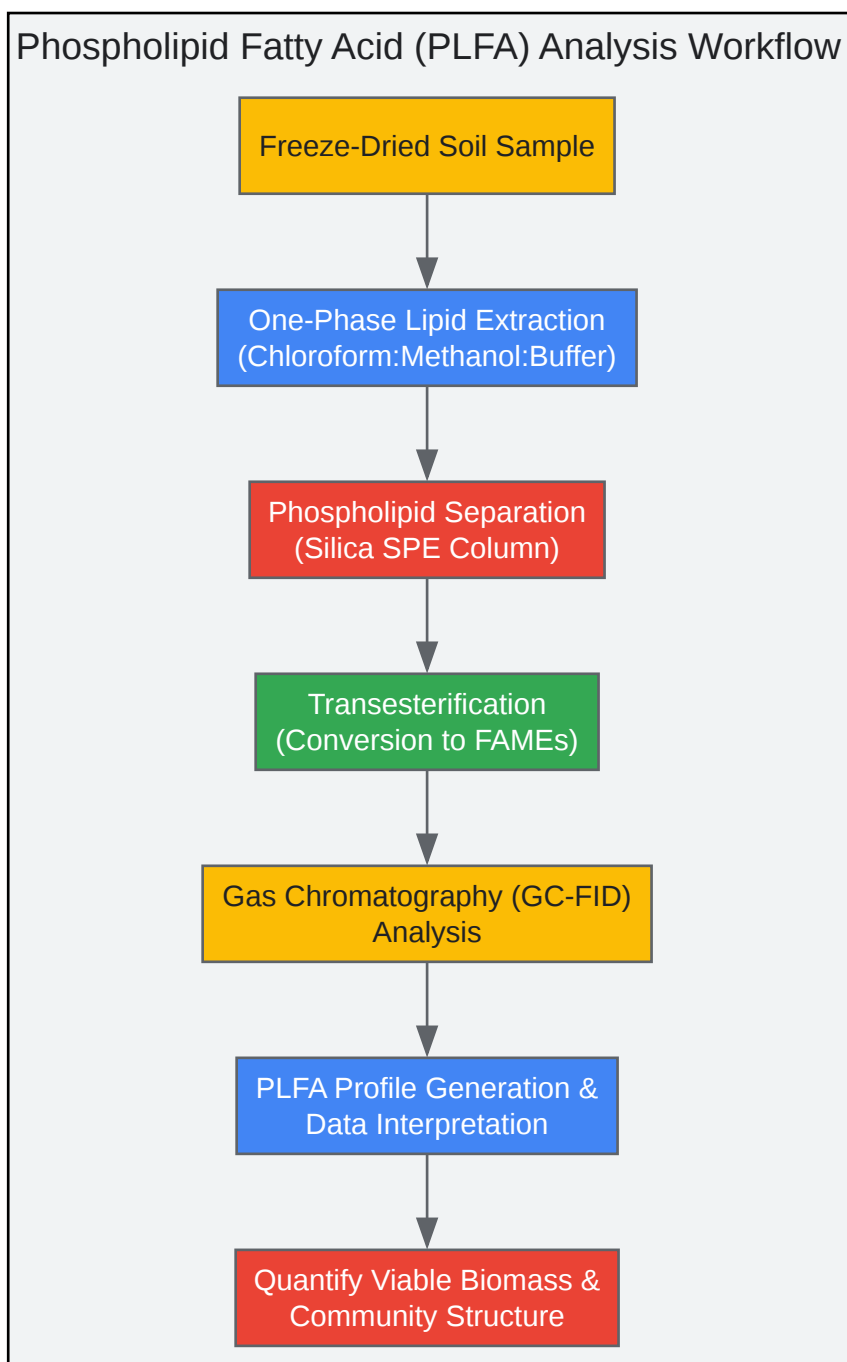 Phospholipid Fatty Acid (PLFA) Analysis Workflow
Freeze-Dried Soil Sample
One-Phase Lipid Extraction
(Chloroform:Methanol:Buffer)
Phospholipid Separation
(Silica SPE Column)
Transesterification
(Conversion to FAMEs)
Gas Chromatography (GC-FID)
Analysis
PLFA Profile Generation &
Data Interpretation
Quantify Viable Biomass &
Community Structure